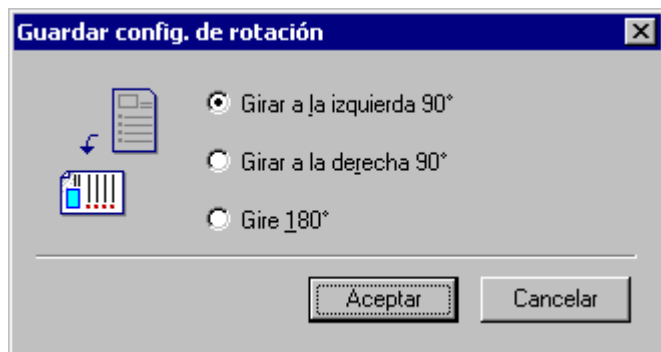 Guardar config. de rotación
Girar a la izquierda 90°
Girar a la derecha 90°
Gire 180°
Aceptar
Cancelar